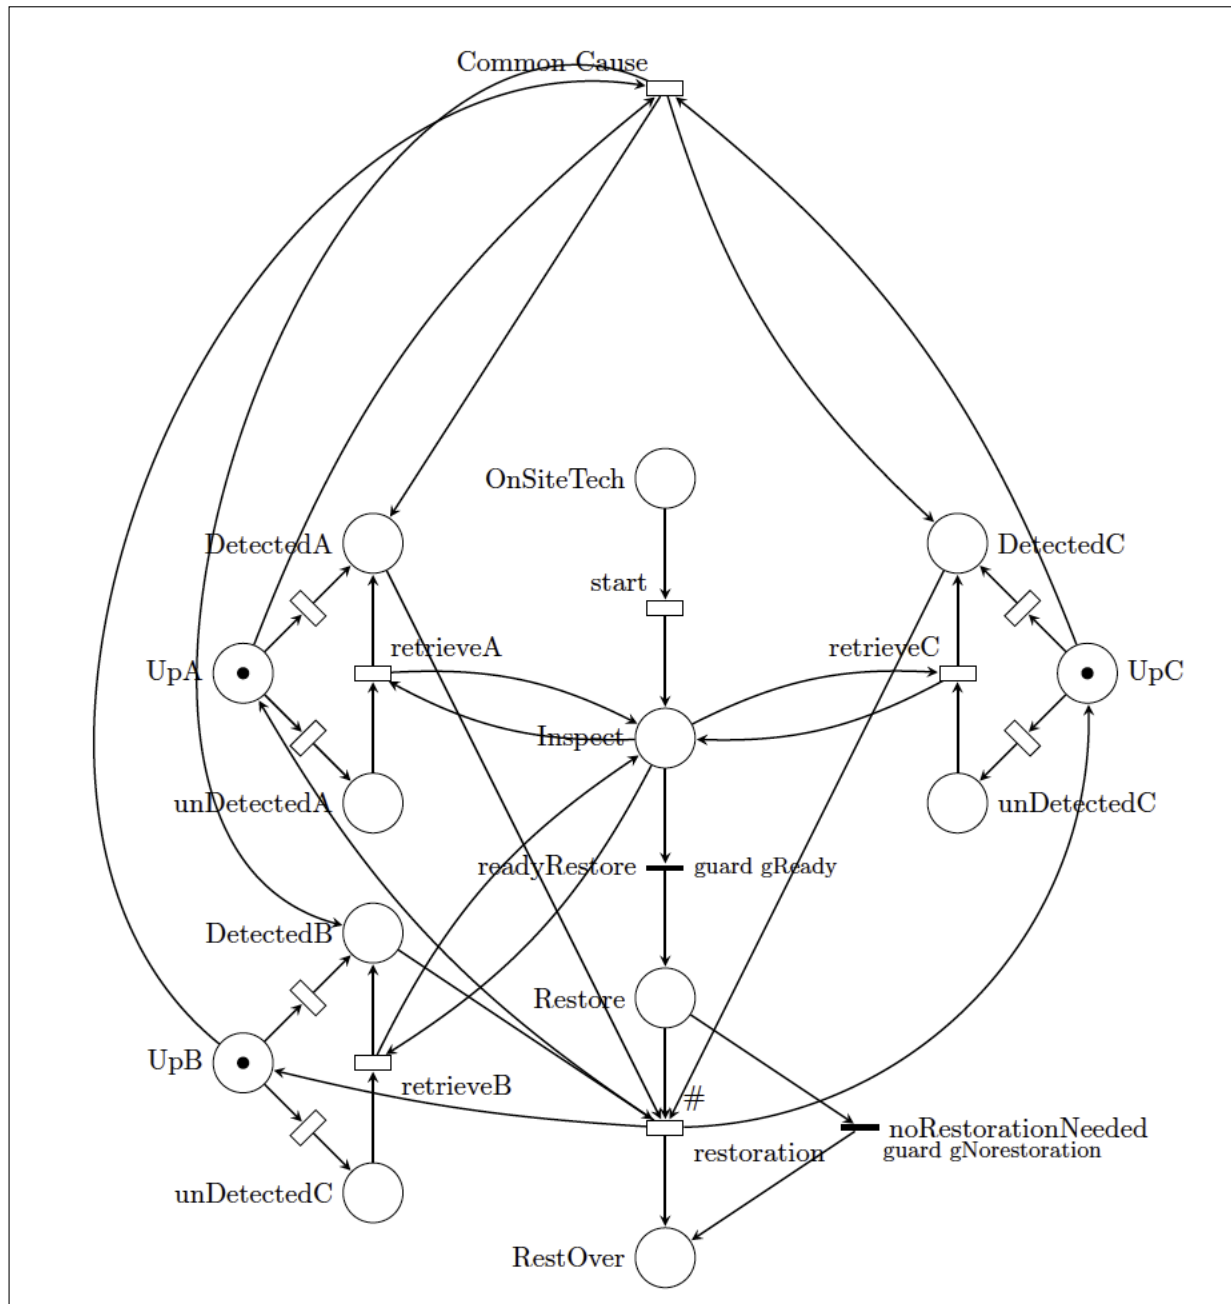 Common Cause
OnSiteTech
DetectedA
DetectedC
start
retrieveA
retrieveC
UpA
UpC
Inspect
unDetectedA
unDetectedC
readyRestore
guard gReady
DetectedB
Restore
UpB
retrieveB
#
noRestorationNeeded
restoration
guard gNorestoration
unDetectedC
RestOver